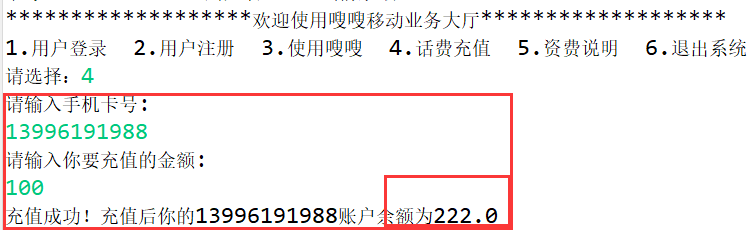 *******************欢迎使用嗖嗖移动业务大厅*******************
1.用户登录 2.用户注册 3.使用嗖嗖 4.话费充值 5.资费说明 6.退出系统
请选择：4
请输入手机卡号:
13996191988
请输入你要充值的金额:
100
充值成功! 充值后你的13996191988账户余额为222.0